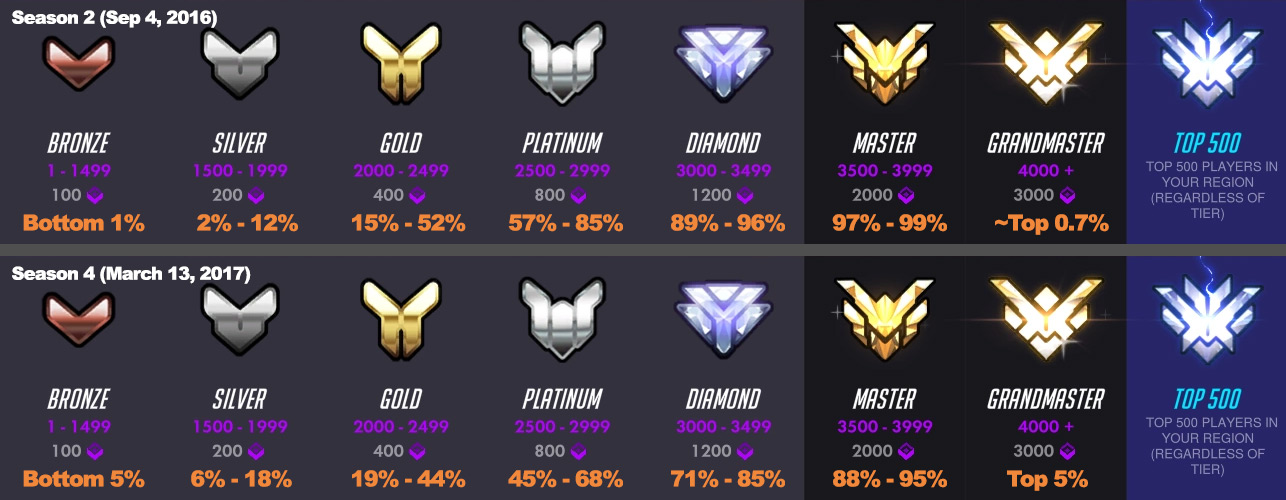 Season 2 (Sep 4, 2016)
BRONZE
1 - 1499
100
Bottom 1%
SILVER
1500 - 1999
200
2% - 12%
GOLD
2000 - 2499
400
15% - 52%
PLATINUM
2500 - 2999
800
57% - 85%
DIAMOND
3000 - 3499
1200
89% - 96%
MASTER
3500 - 3999
2000
97% - 99%
GRANDMASTER
4000 +
3000
~Top 0.7%
TOP 500
TOP 500 PLAYERS IN
YOUR REGION
(REGARDLESS OF
TIER)
Season 4 (March 13, 2017)
BRONZE
1 - 1499
100
Bottom 5%
SILVER
1500 - 1999
200
6% - 18%
GOLD
2000 - 2499
400
19% - 44%
PLATINUM
2500 - 2999
800
45% - 68%
DIAMOND
3000 - 3499
1200
71% - 85%
MASTER
3500 - 3999
2000
88% - 95%
GRANDMASTER
4000 +
3000
Top 5%
TOP 500
TOP 500 PLAYERS IN
YOUR REGION
(REGARDLESS OF
TIER)